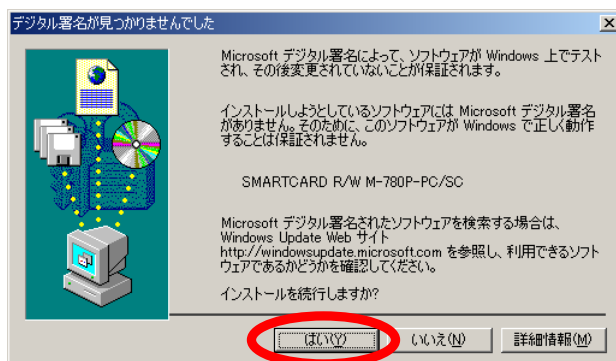 デジタル署名が見つかりませんでした
Microsoft デジタル署名によって、ソフトウェアが Windows 上でテスト
され、その後変更されていないことが保証されます。
インストールしようとしているソフトウェアには Microsoft デジタル署名
がありません。そのために、このソフトウェアが Windows で正しく動作
することは保証されません。
SMARTCARD R/W M-780P-PC/SC
Microsoft デジタル署名されたソフトウェアを検索する場合は、
Windows Update Web サイト
http://windowsupdate.microsoft.com を参照し、利用できるソフト
ウェアであるかどうかを確認してください。
インストールを続行しますか?
はい(Y) いいえ(N) 詳細情報(M)